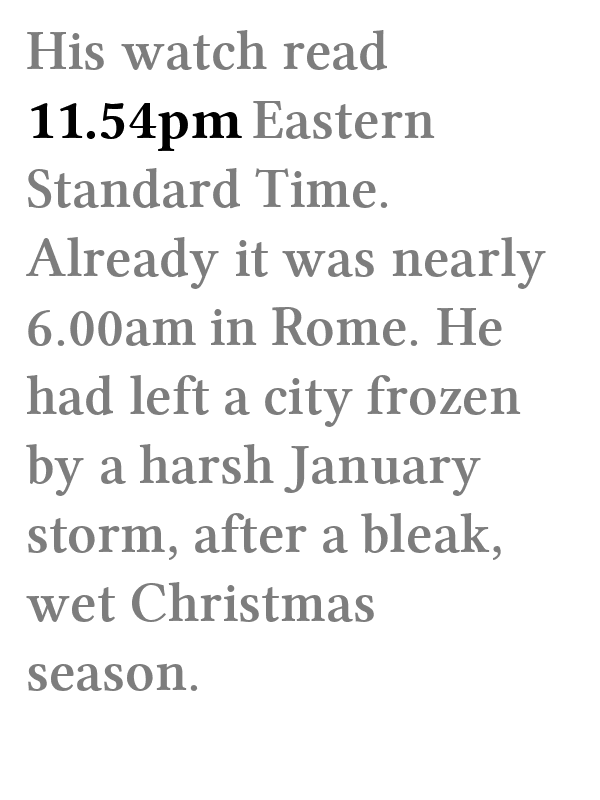 His watch read
11.54pm Eastern
Standard Time.
Already it was nearly
6.00am in Rome. He
had left a city frozen
by a harsh January
storm, after a bleak,
wet Christmas
season.